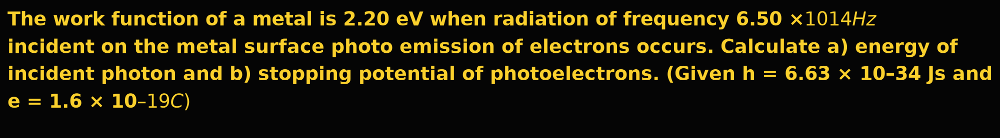 The work function of a metal is 2.20 eV when radiation of frequency 6.50 ×1014Hz
incident on the metal surface photo emission of electrons occurs. Calculate a) energy of
incident photon and b) stopping potential of photoelectrons. (Given h = 6.63 × 10–34 Js and
e = 1.6 × 10–19C)